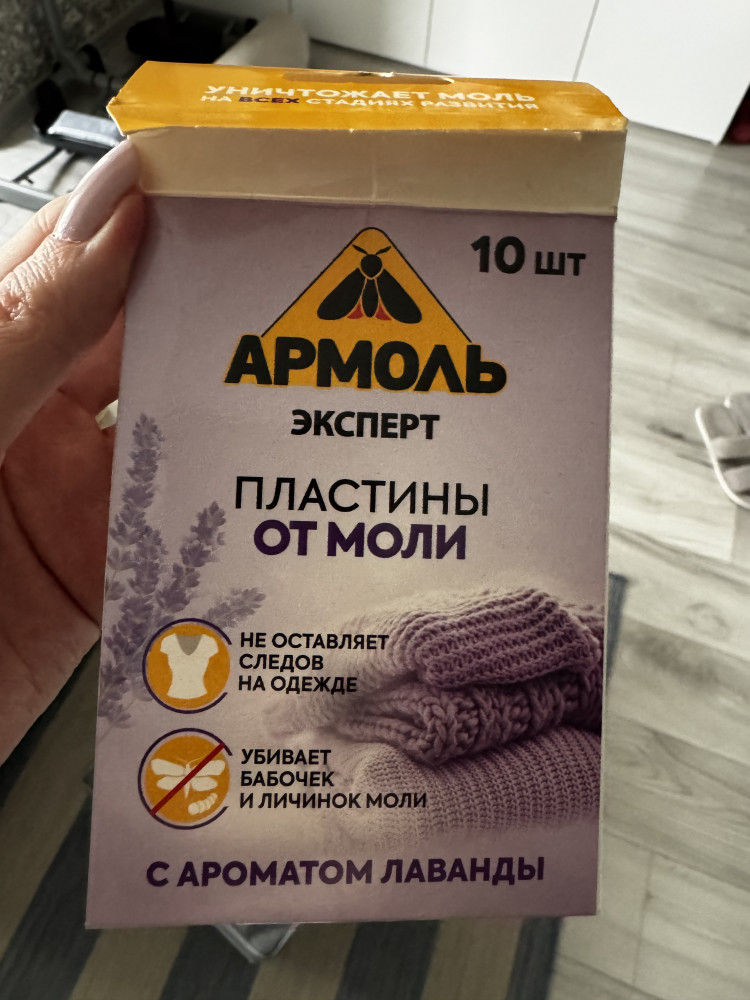 УНИЧТОЖАЕТ МОЛЬ
НА ВСЕХ СТАДИЯХ РАЗВИТИЯ
10 ШТ
АРМОЛЬ
ЭКСПЕРТ
ПЛАСТИНЫ
ОТ МОЛИ
НЕ ОСТАВЛЯЕТ
СЛЕДОВ
НА ОДЕЖДЕ
УБИВАЕТ
БАБОЧЕК
И ЛИЧИНОК МОЛИ
С АРОМАТОМ ЛАВАНДЫ